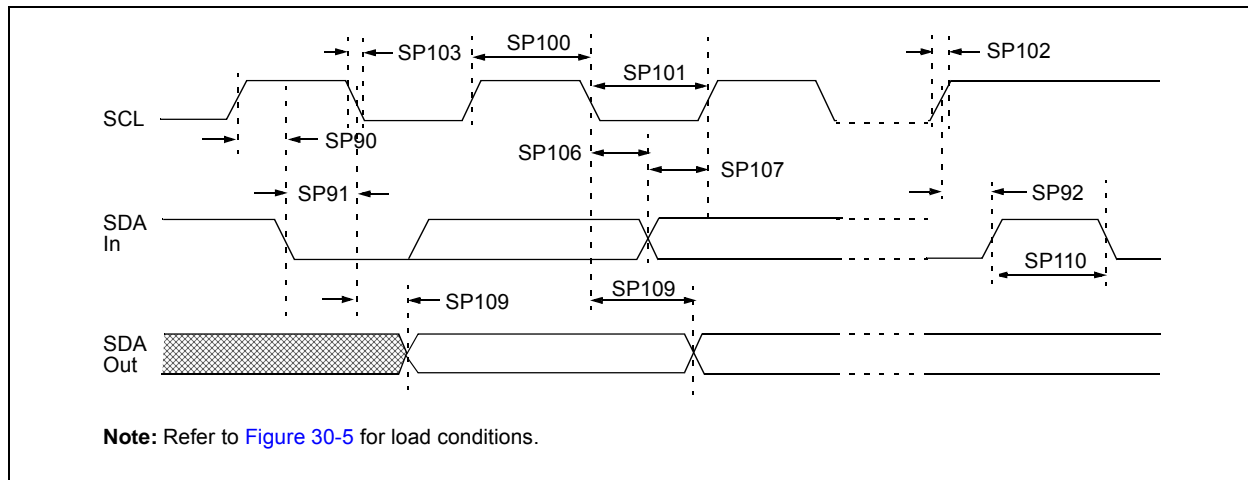 SP103
SP100
SP101
SP102
SCL
SP90
SP106
SP107
SP91
SP92
SDA
In
SP110
SP109
SP109
SDA
Out
Note: Refer to Figure 30-5 for load conditions.